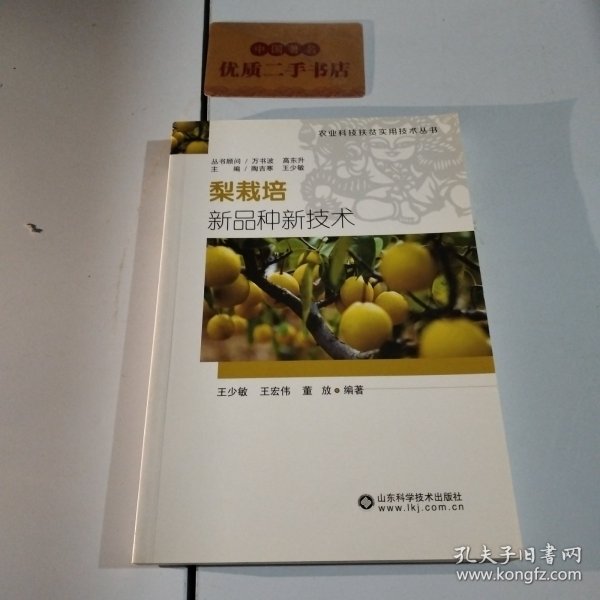 中国著名
优质二手书店
农业科技扶贫实用技术丛书
丛书顾问／万书波 高东升
主 编／陶吉寒 王少敏
梨栽培
新品种新技术
王少敏 王宏伟 董 放 编著
山东科学技术出版社
www.lkj.com.cn
孔夫子旧书网
www.kongfz.com